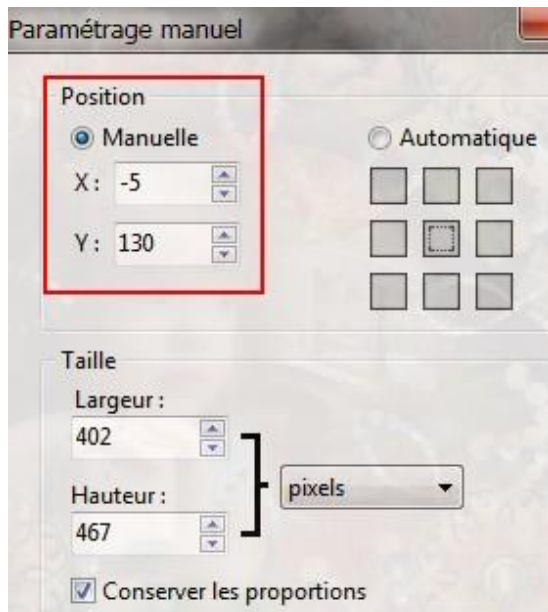 Paramétrage manuel
Position
Manuelle
Automatique
X : -5
Y : 130
Taille
Largeur :
402
pixels
Hauteur :
467
Conserver les proportions